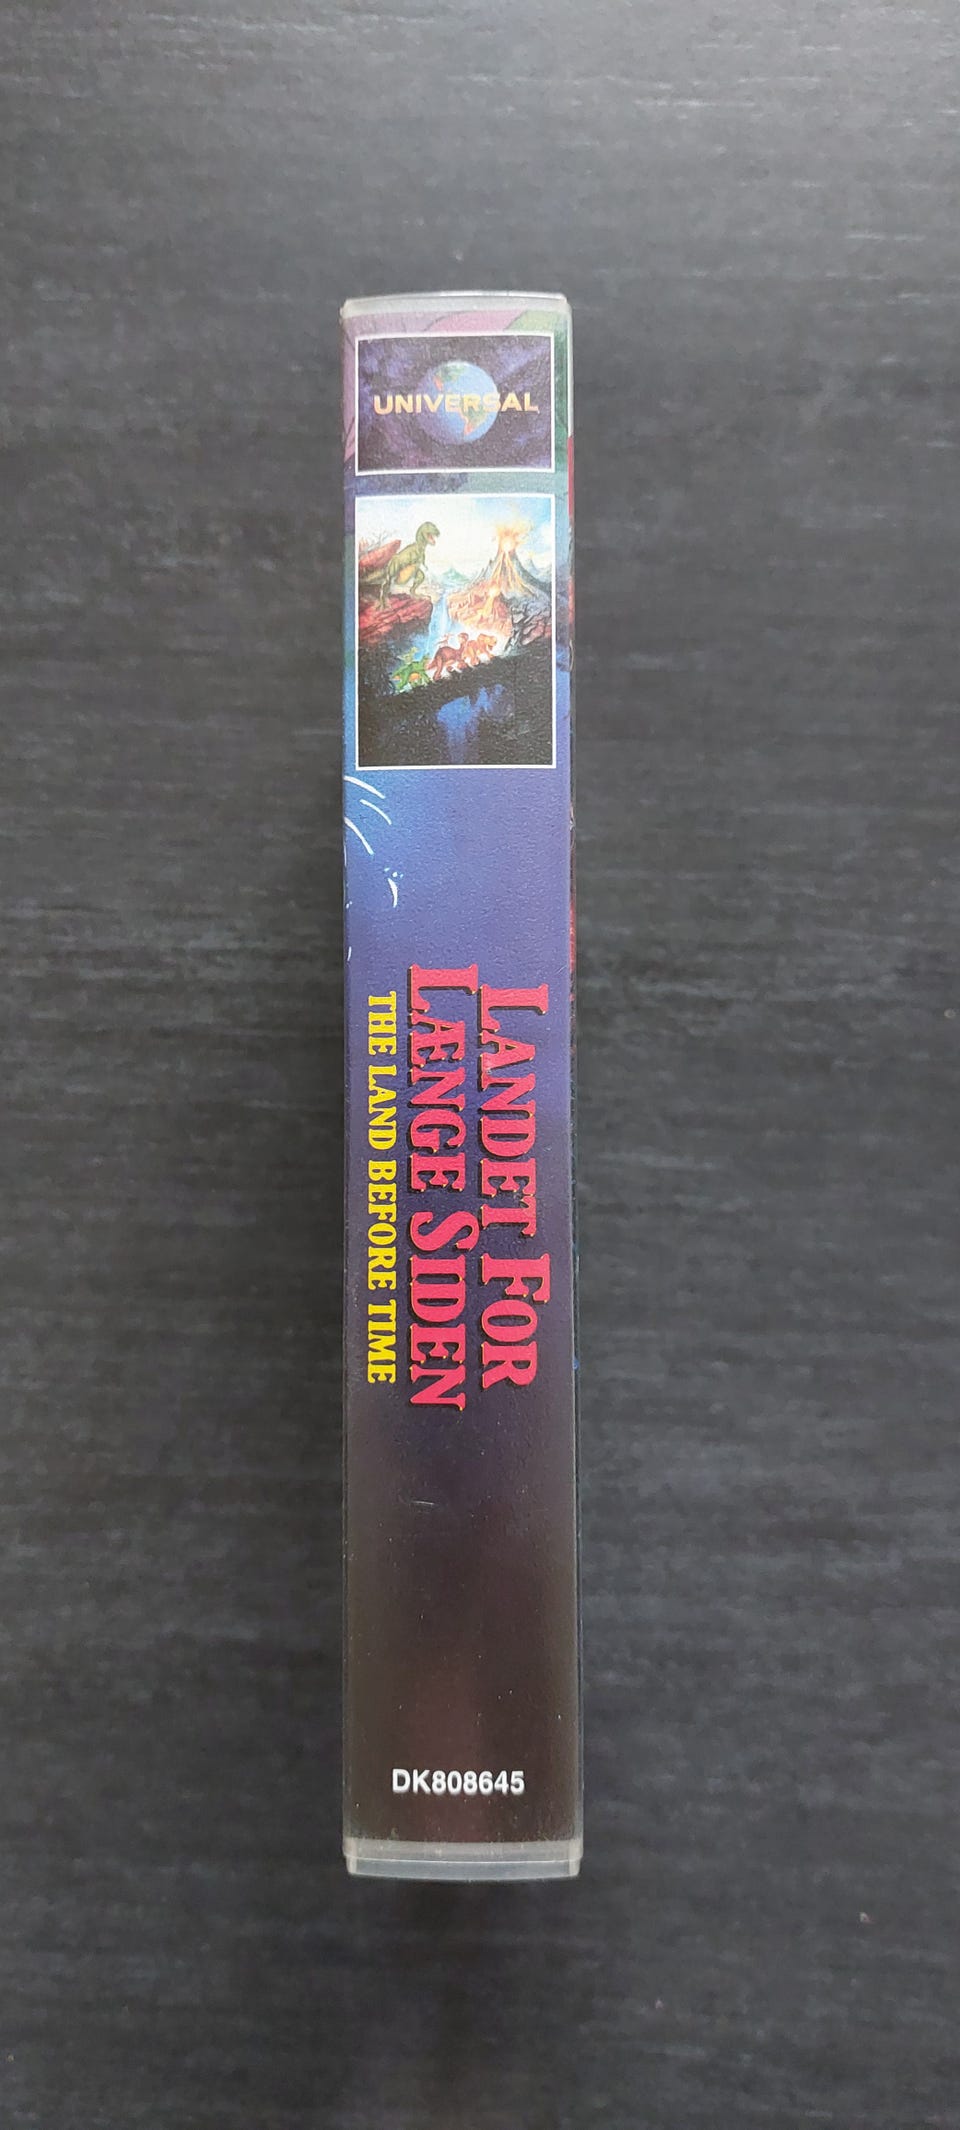 UNIVERSAL
LANDET FOR
LÆNGE SIDEN
THE LAND BEFORE TIME
DK808645